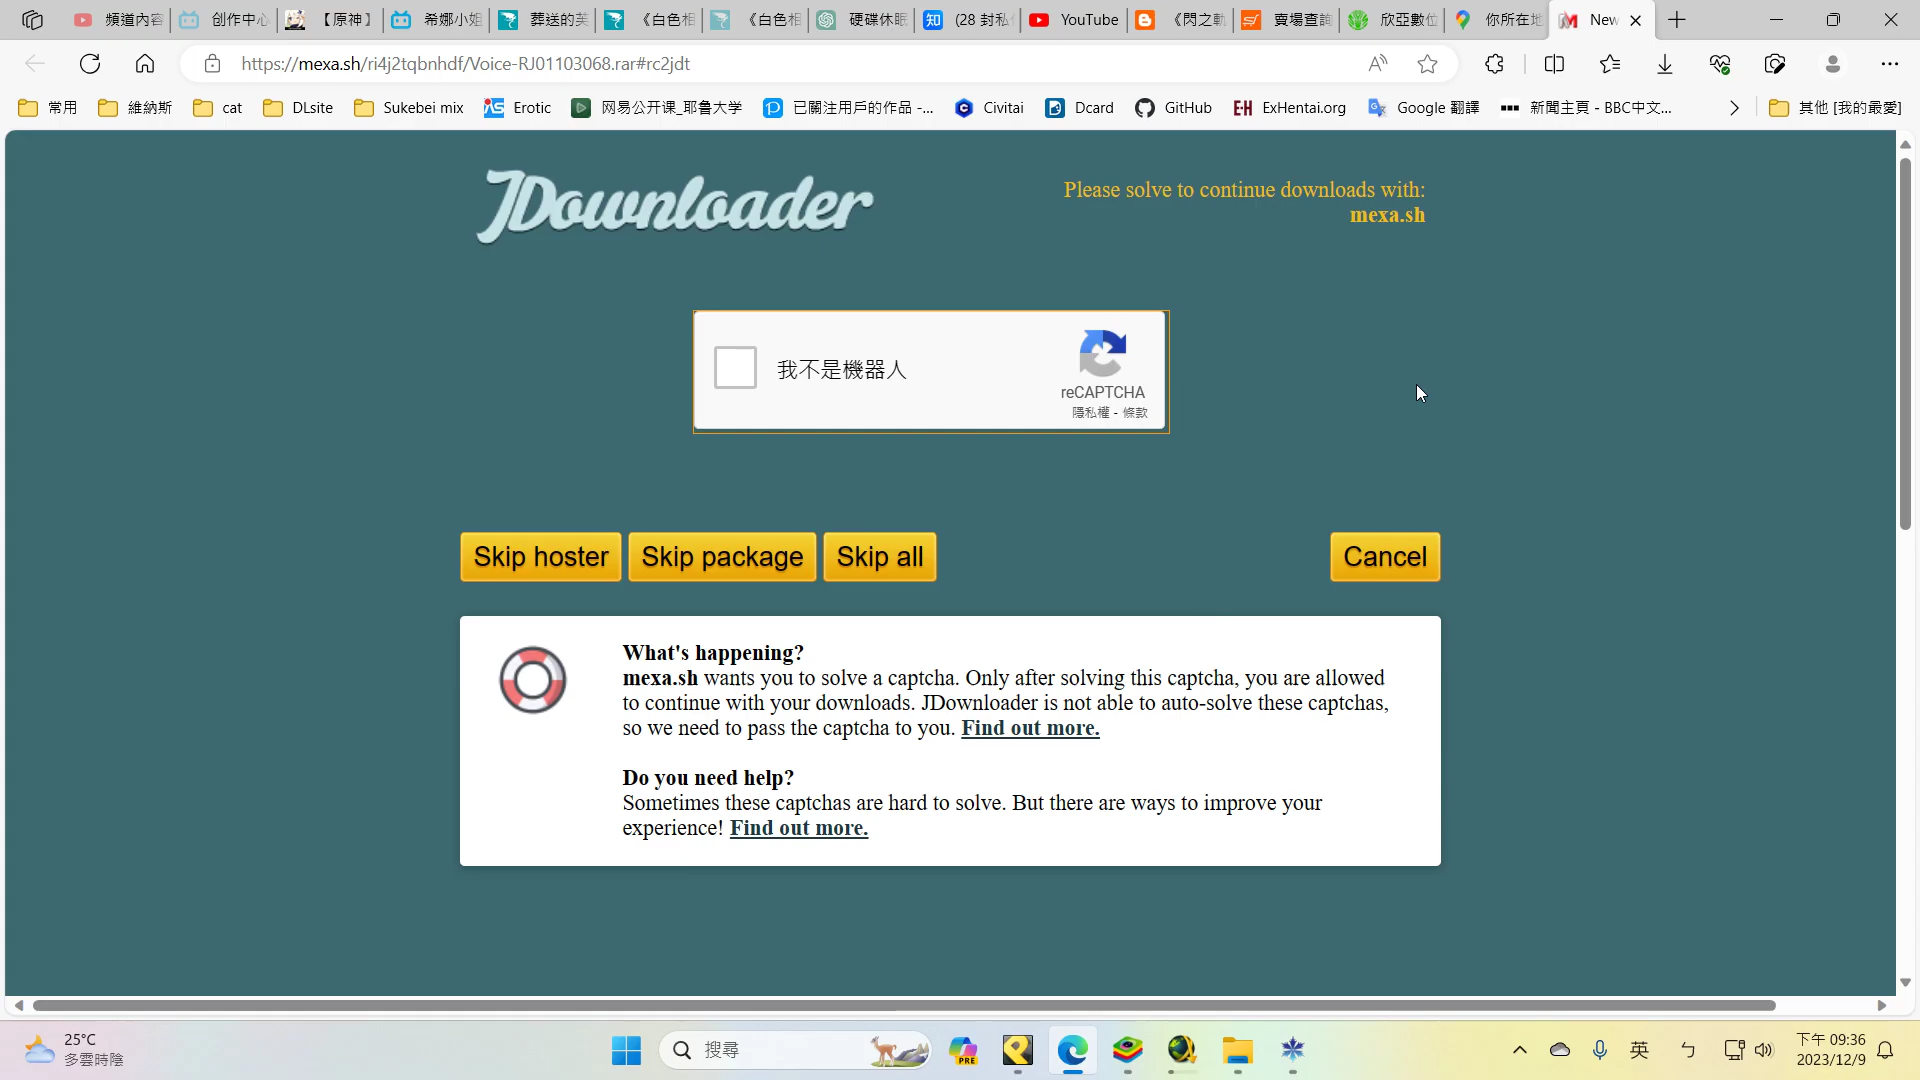 頻道內容
创作中心
【原神】
希娜小姐
葬送的芙
《白色相
《白色相
硬碟休眠
(28 封私
YouTube
《閃之軌
賣場查詢
欣亞數位
你所在地
New
https://mexa.sh/ri4j2tqbnhdf/Voice-RJ01103068.rar#rc2jdt
常用
維納斯
cat
DLsite
Sukebei mix
Erotic
网易公开课_耶鲁大学
已關注用戶的作品 -...
Civitai
Dcard
GitHub
ExHentai.org
Google 翻譯
新聞主頁 - BBC中文...
其他 [我的最愛]
JDownloader
Please solve to continue downloads with:
mexa.sh
我不是機器人
reCAPTCHA
隱私權 - 條款
Skip hoster
Skip package
Skip all
Cancel
What's happening?
mexa.sh wants you to solve a captcha. Only after solving this captcha, you are allowed
to continue with your downloads. JDownloader is not able to auto-solve these captchas,
so we need to pass the captcha to you. Find out more.
Do you need help?
Sometimes these captchas are hard to solve. But there are ways to improve your
experience! Find out more.
25°C
多雲時陰
搜尋
PRE
英
ㄅ
下午 09:36
2023/12/9